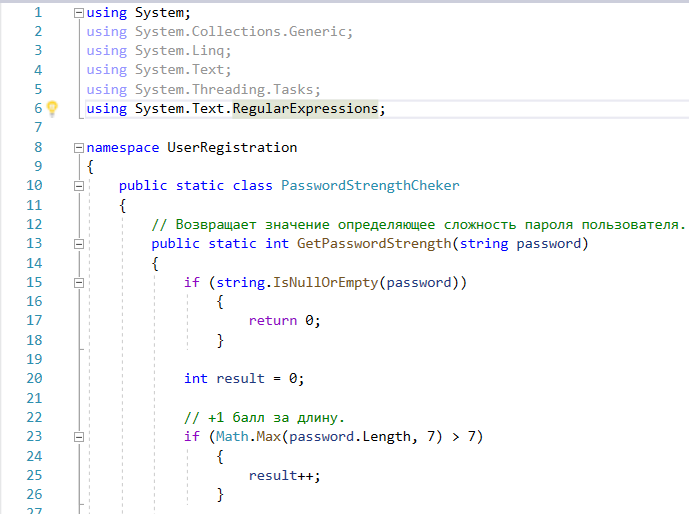 1 using System;
2 using System.Collections.Generic;
3 using System.Linq;
4 using System.Text;
5 using System.Threading.Tasks;
6 using System.Text.RegularExpressions;
7
8 namespace UserRegistration
9 {
10 public static class PasswordStrengthCheker
11 {
12 // Возвращает значение определяющее сложность пароля пользователя.
13 public static int GetPasswordStrength(string password)
14 {
15 if (string.IsNullOrEmpty(password))
16 {
17 return 0;
18 }
19
20 int result = 0;
21
22 // +1 балл за длину.
23 if (Math.Max(password.Length, 7) > 7)
24 {
25 result++;
26 }
27